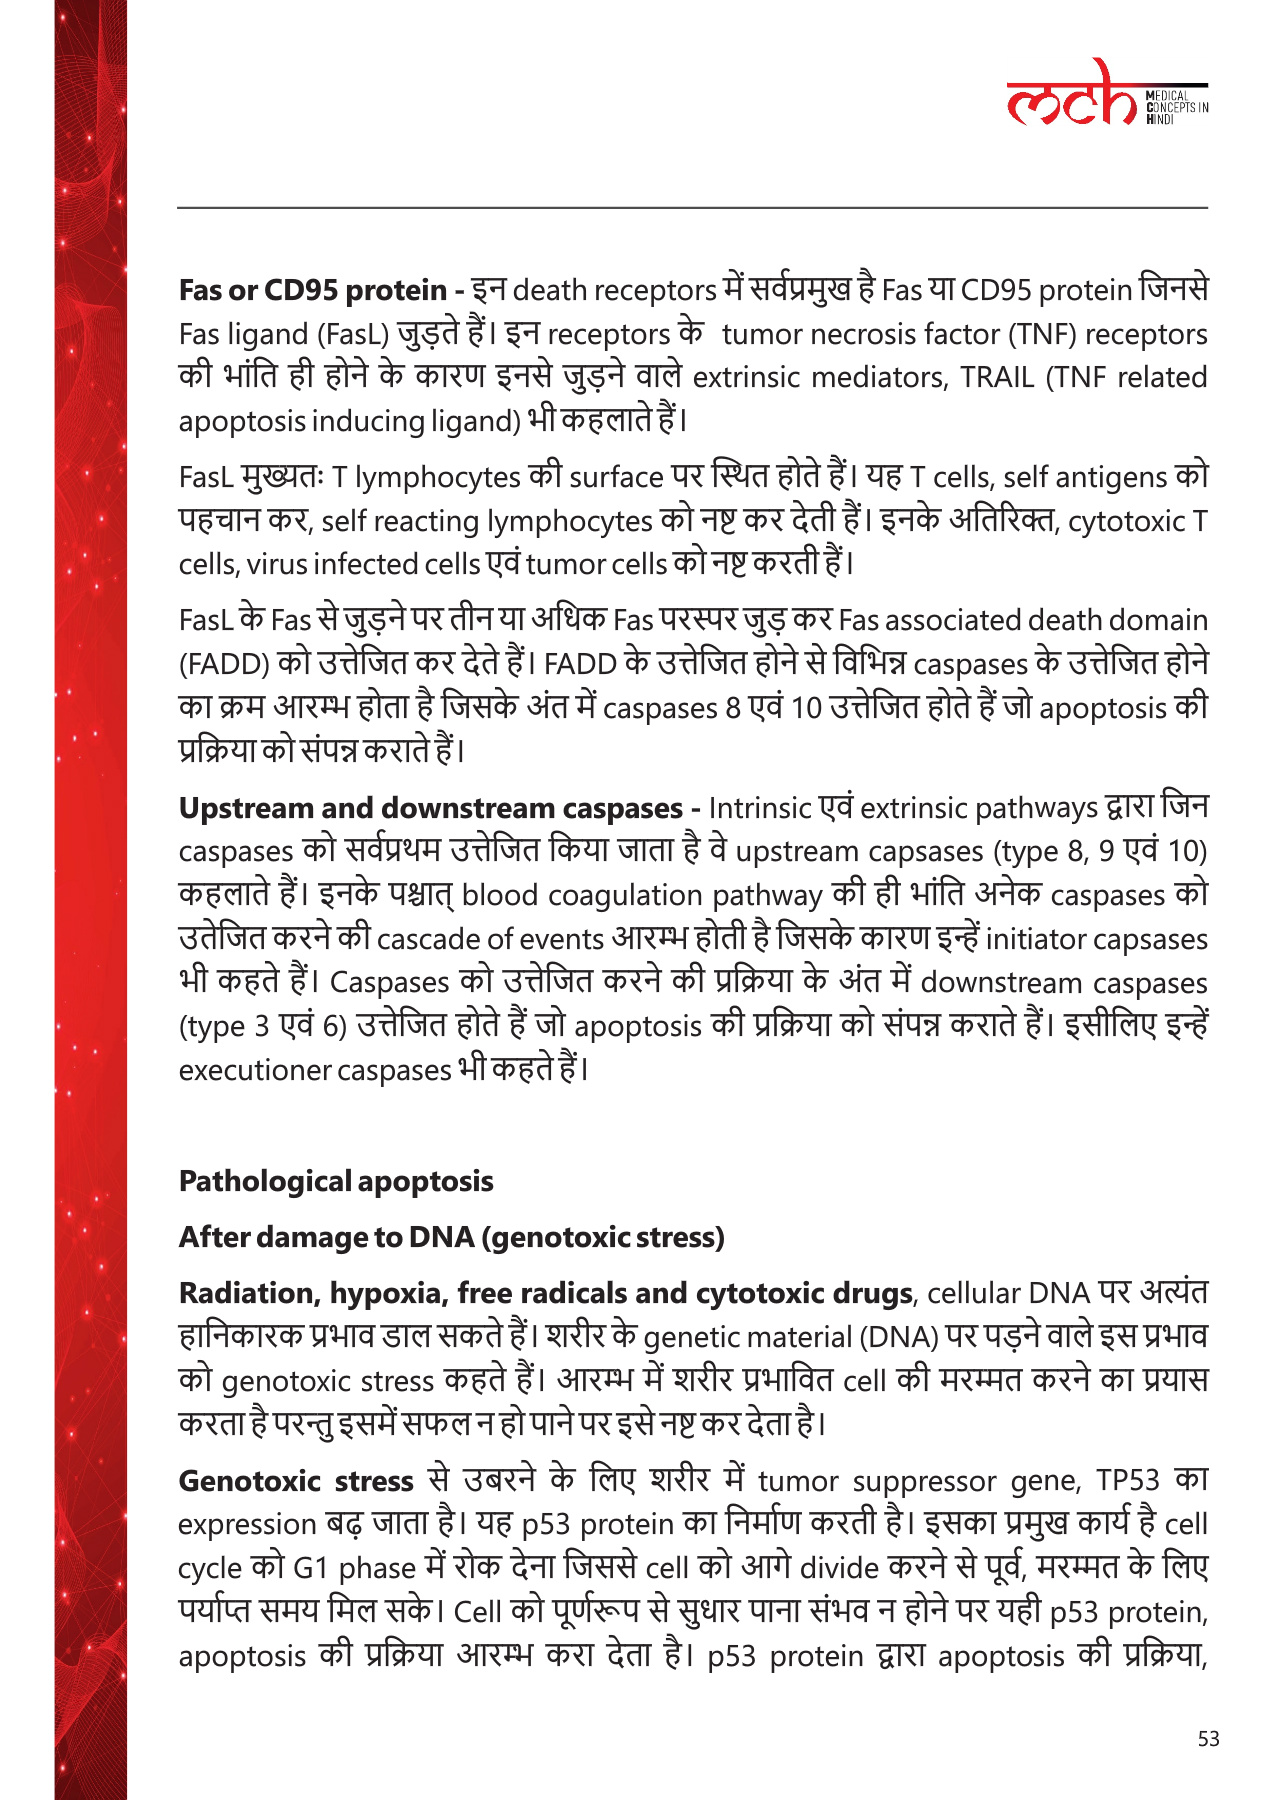 mch MEDICAL
CONCEPTS IN
HINDI
Fas or CD95 protein - इन death receptors में सर्वप्रमुख है Fas या CD95 protein जिनसे
Fas ligand (FasL) जुड़ते हैं। इन receptors के tumor necrosis factor (TNF) receptors
की भांति ही होने के कारण इनसे जुड़ने वाले extrinsic mediators, TRAIL (TNF related
apoptosis inducing ligand) भी कहलाते हैं।
FasL मुख्यतः T lymphocytes की surface पर स्थित होते हैं। यह T cells, self antigens को
पहचान कर, self reacting lymphocytes को नष्ट कर देती हैं। इनके अतिरिक्त, cytotoxic T
cells, virus infected cells एवं tumor cells को नष्ट करती हैं।
FasL के Fas से जुड़ने पर तीन या अधिक Fas परस्पर जुड़ कर Fas associated death domain
(FADD) को उत्तेजित कर देते हैं। FADD के उत्तेजित होने से विभिन्न caspases के उत्तेजित होने
का क्रम आरम्भ होता है जिसके अंत में caspases 8 एवं 10 उत्तेजित होते हैं जो apoptosis की
प्रक्रिया को संपन्न कराते हैं।
Upstream and downstream caspases - Intrinsic एवं extrinsic pathways द्वारा जिन
caspases को सर्वप्रथम उत्तेजित किया जाता है वे upstream capsases (type 8, 9 एवं 10)
कहलाते हैं। इनके पश्चात् blood coagulation pathway की ही भांति अनेक caspases को
उतेजित करने की cascade of events आरम्भ होती है जिसके कारण इन्हें initiator capsases
भी कहते हैं। Caspases को उत्तेजित करने की प्रक्रिया के अंत में downstream caspases
(type 3 एवं 6) उत्तेजित होते हैं जो apoptosis की प्रक्रिया को संपन्न कराते हैं। इसीलिए इन्हें
executioner caspases भी कहते हैं।
Pathological apoptosis
After damage to DNA (genotoxic stress)
Radiation, hypoxia, free radicals and cytotoxic drugs, cellular DNA पर अत्यंत
हानिकारक प्रभाव डाल सकते हैं। शरीर के genetic material (DNA) पर पड़ने वाले इस प्रभाव
को genotoxic stress कहते हैं। आरम्भ में शरीर प्रभावित cell की मरम्मत करने का प्रयास
करता है परन्तु इसमें सफल न हो पाने पर इसे नष्ट कर देता है।
Genotoxic stress से उबरने के लिए शरीर में tumor suppressor gene, TP53 का
expression बढ़ जाता है। यह p53 protein का निर्माण करती है। इसका प्रमुख कार्य है cell
cycle को G1 phase में रोक देना जिससे cell को आगे divide करने से पूर्व, मरम्मत के लिए
पर्याप्त समय मिल सके। Cell को पूर्णरूप से सुधार पाना संभव न होने पर यही p53 protein,
apoptosis की प्रक्रिया आरम्भ करा देता है। p53 protein द्वारा apoptosis की प्रक्रिया,
53